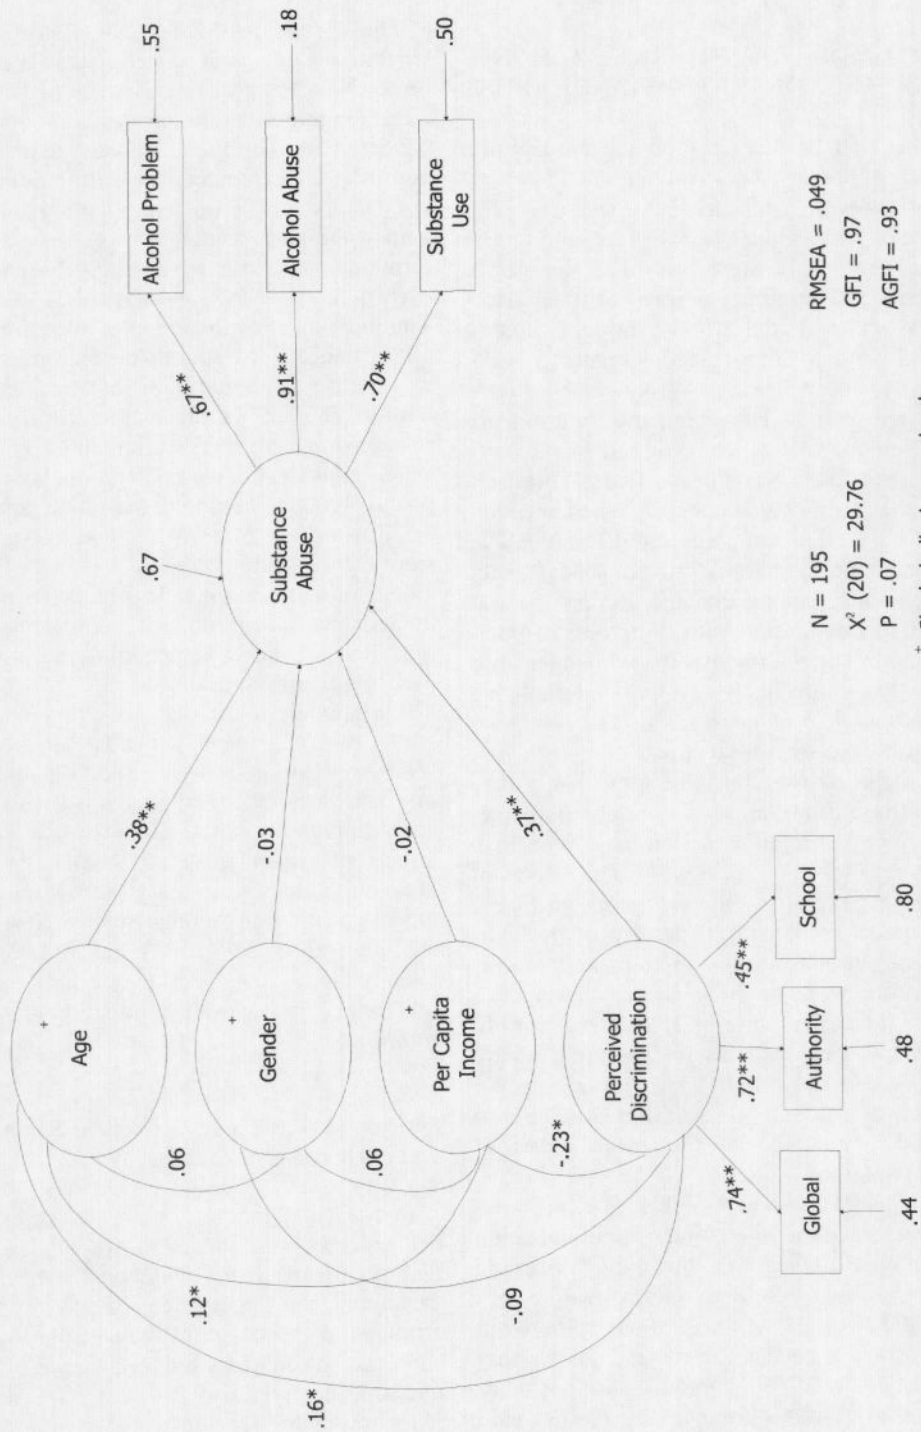 .16*
.12*
.06
.06
-.09
-.23*
+
Age
+
Gender
+
Per Capita
Income
Perceived
Discrimination
.74**
.72**
.45**
Global
Authority
School
.44
.48
.80
.38**
-.03
-.02
.37**
.67
Substance
Abuse
.67**
.91**
.70**
Alcohol Problem
.55
Alcohol Abuse
.18
Substance
Use
.50
N = 195
X² (20) = 29.76
P = .07
RMSEA = .049
GFI = .97
AGFI = .93
+